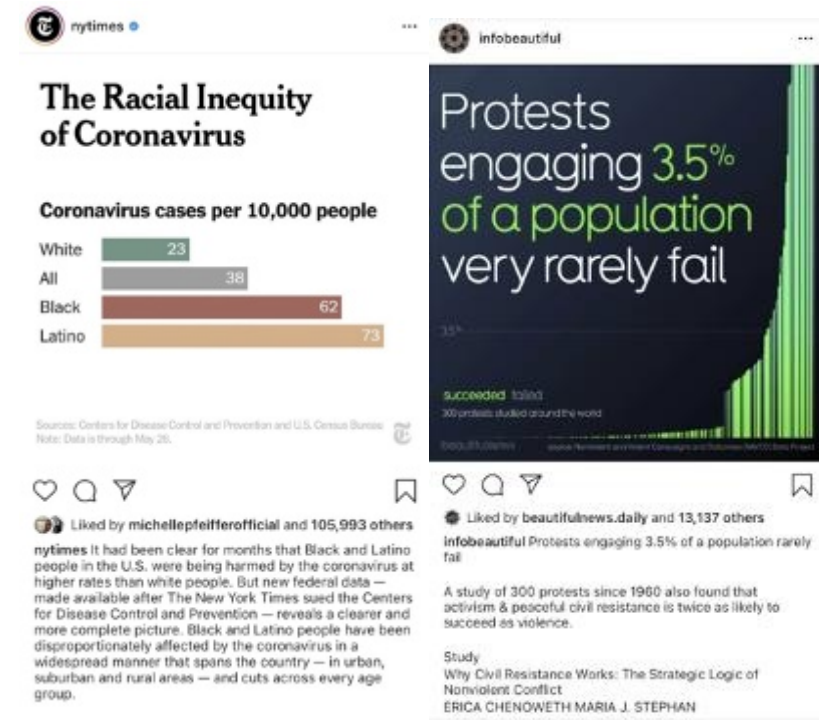 nytimes
The Racial Inequity
of Coronavirus
Coronavirus cases per 10,000 people
White 23
All 38
Black 62
Latino 73
Sources: Centers for Disease Control and Prevention and U.S. Census Bureau
Note: Data is through May 28.
Liked by michellepfeifferofficial and 105,993 others
nytimes It had been clear for months that Black and Latino
people in the U.S. were being harmed by the coronavirus at
higher rates than white people. But new federal data —
made available after The New York Times sued the Centers
for Disease Control and Prevention — reveals a clearer and
more complete picture. Black and Latino people have been
disproportionately affected by the coronavirus in a
widespread manner that spans the country — in urban,
suburban and rural areas — and cuts across every age
group.
infobeautiful
Protests
engaging 3.5%
of a population
very rarely fail
3.5%
succeeded failed
300 protests studied around the world
beautifulnews
Liked by beautifulnews.daily and 13,137 others
infobeautiful Protests engaging 3.5% of a population rarely
fail
A study of 300 protests since 1960 also found that
activism & peaceful civil resistance is twice as likely to
succeed as violence.
Study
Why Civil Resistance Works: The Strategic Logic of
Nonviolent Conflict
ERICA CHENOWETH MARIA J. STEPHAN